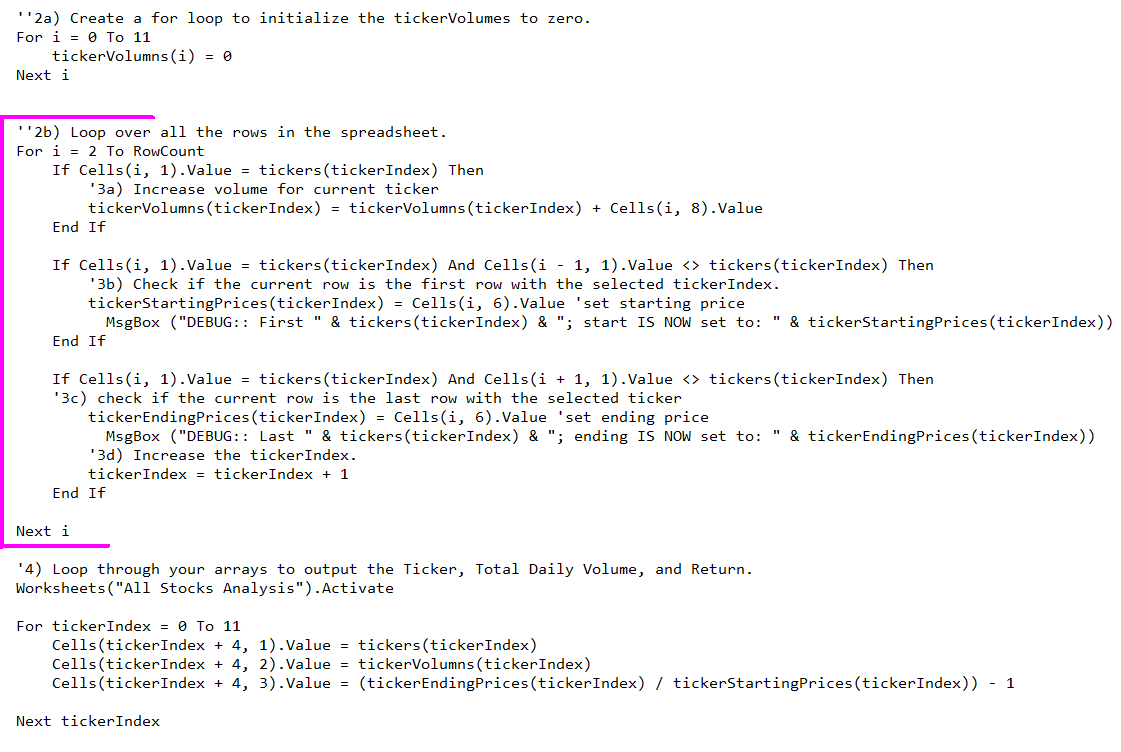 ''2a) Create a for loop to initialize the tickerVolumes to zero.
For i = 0 To 11
    tickerVolumns(i) = 0
Next i
''2b) Loop over all the rows in the spreadsheet.
For i = 2 To RowCount
    If Cells(i, 1).Value = tickers(tickerIndex) Then
        '3a) Increase volume for current ticker
        tickerVolumns(tickerIndex) = tickerVolumns(tickerIndex) + Cells(i, 8).Value
    End If
    If Cells(i, 1).Value = tickers(tickerIndex) And Cells(i - 1, 1).Value <> tickers(tickerIndex) Then
        '3b) Check if the current row is the first row with the selected tickerIndex.
        tickerStartingPrices(tickerIndex) = Cells(i, 6).Value 'set starting price
          MsgBox ("DEBUG:: First " & tickers(tickerIndex) & "; start IS NOW set to: " & tickerStartingPrices(tickerIndex))
    End If
    If Cells(i, 1).Value = tickers(tickerIndex) And Cells(i + 1, 1).Value <> tickers(tickerIndex) Then
    '3c) check if the current row is the last row with the selected ticker
        tickerEndingPrices(tickerIndex) = Cells(i, 6).Value 'set ending price
          MsgBox ("DEBUG:: Last " & tickers(tickerIndex) & "; ending IS NOW set to: " & tickerEndingPrices(tickerIndex))
        '3d) Increase the tickerIndex.
        tickerIndex = tickerIndex + 1
    End If
Next i
'4) Loop through your arrays to output the Ticker, Total Daily Volume, and Return.
Worksheets("All Stocks Analysis").Activate
For tickerIndex = 0 To 11
    Cells(tickerIndex + 4, 1).Value = tickers(tickerIndex)
    Cells(tickerIndex + 4, 2).Value = tickerVolumns(tickerIndex)
    Cells(tickerIndex + 4, 3).Value = (tickerEndingPrices(tickerIndex) / tickerStartingPrices(tickerIndex)) - 1
Next tickerIndex